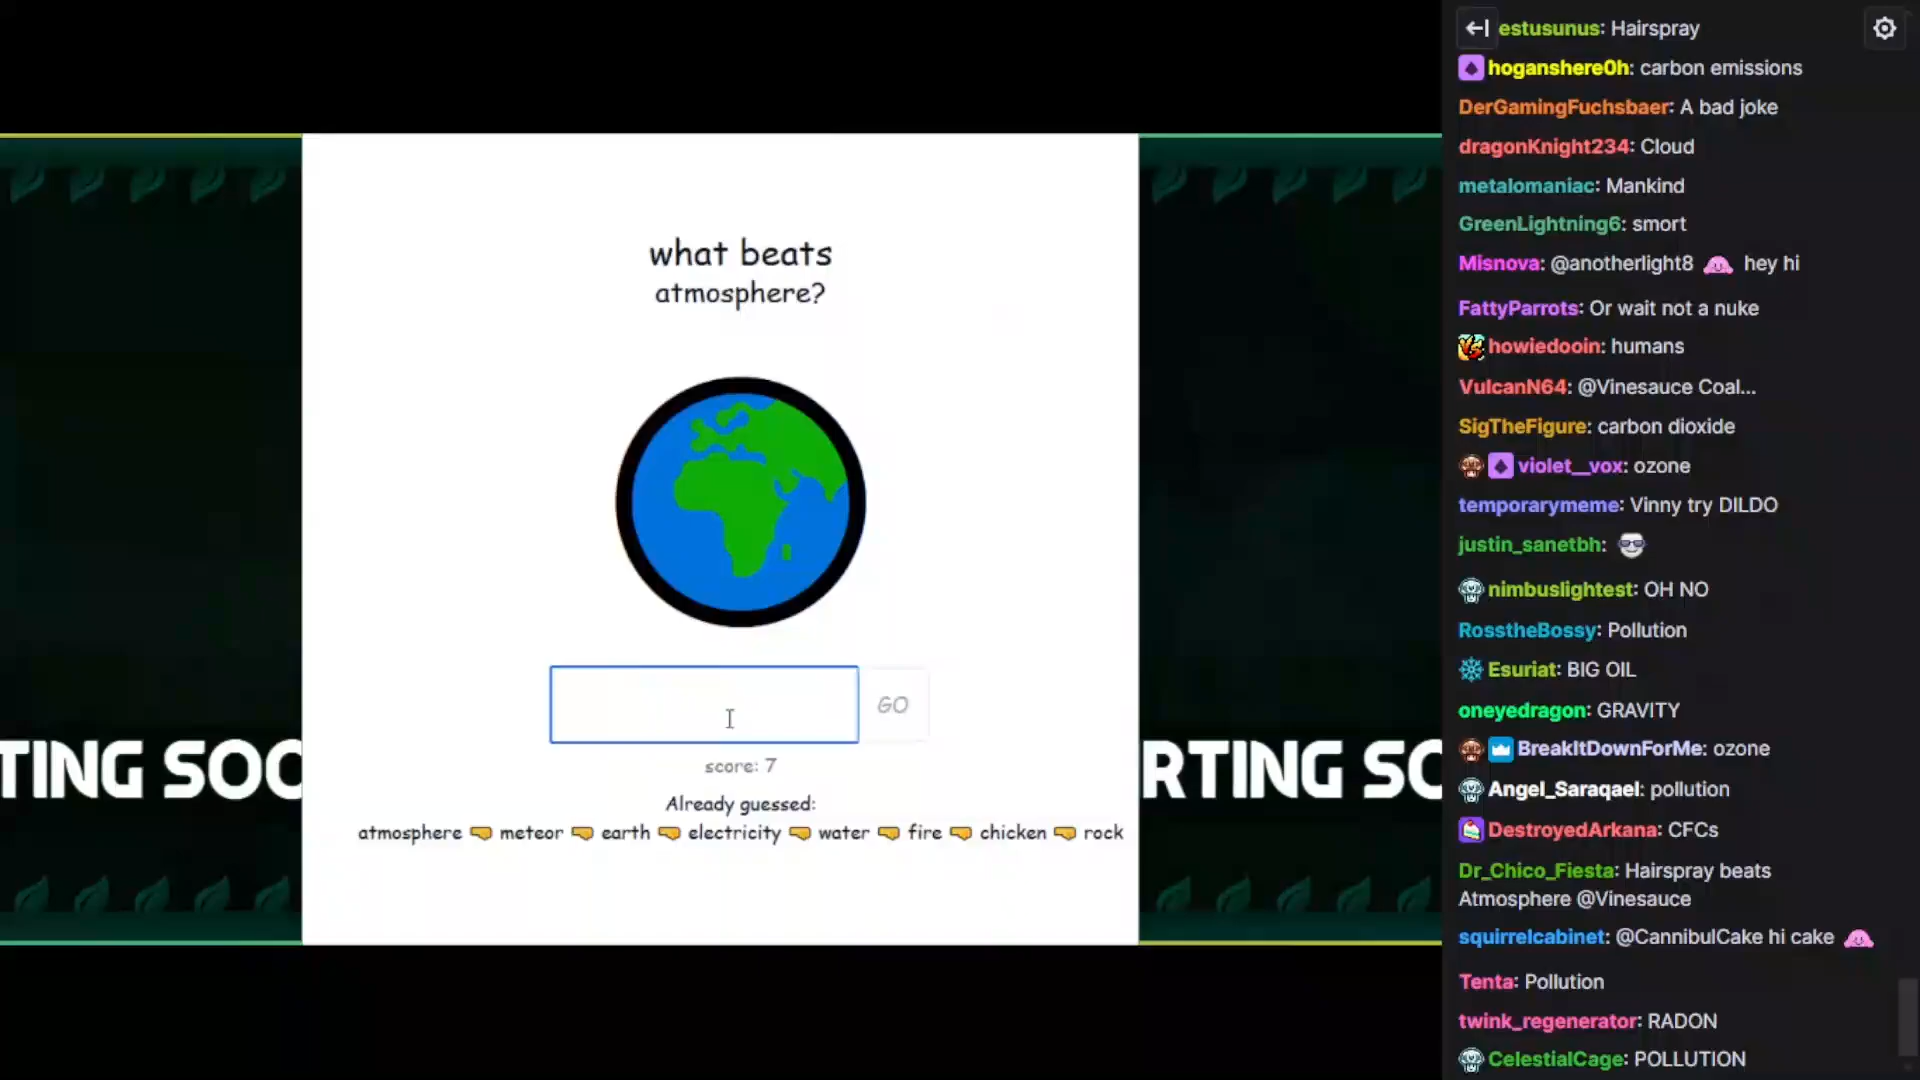 what beats
atmosphere?
GO
score: 7
Already guessed:
atmosphere 🤜 meteor 🤜 earth 🤜 electricity 🤜 water 🤜 fire 🤜 chicken 🤜 rock
TING SOC
RTING SC
estusunus: Hairspray
hoganshere0h: carbon emissions
DerGamingFuchsbaer: A bad joke
dragonKnight234: Cloud
metalomaniac: Mankind
GreenLightning6: smort
Misnova: @anotherlight8 hey hi
FattyParrots: Or wait not a nuke
howiedooin: humans
VulcanN64: @Vinesauce Coal...
SigTheFigure: carbon dioxide
violet__vox: ozone
temporarymeme: Vinny try DILDO
justin_sanetbh:
nimbuslightest: OH NO
RosstheBossy: Pollution
Esuriat: BIG OIL
oneyedragon: GRAVITY
BreakItDownForMe: ozone
Angel_Saraqael: pollution
DestroyedArkana: CFCs
Dr_Chico_Fiesta: Hairspray beats
Atmosphere @Vinesauce
squirrelcabinet: @CannibulCake hi cake
Tenta: Pollution
twink_regenerator: RADON
CelestialCage: POLLUTION